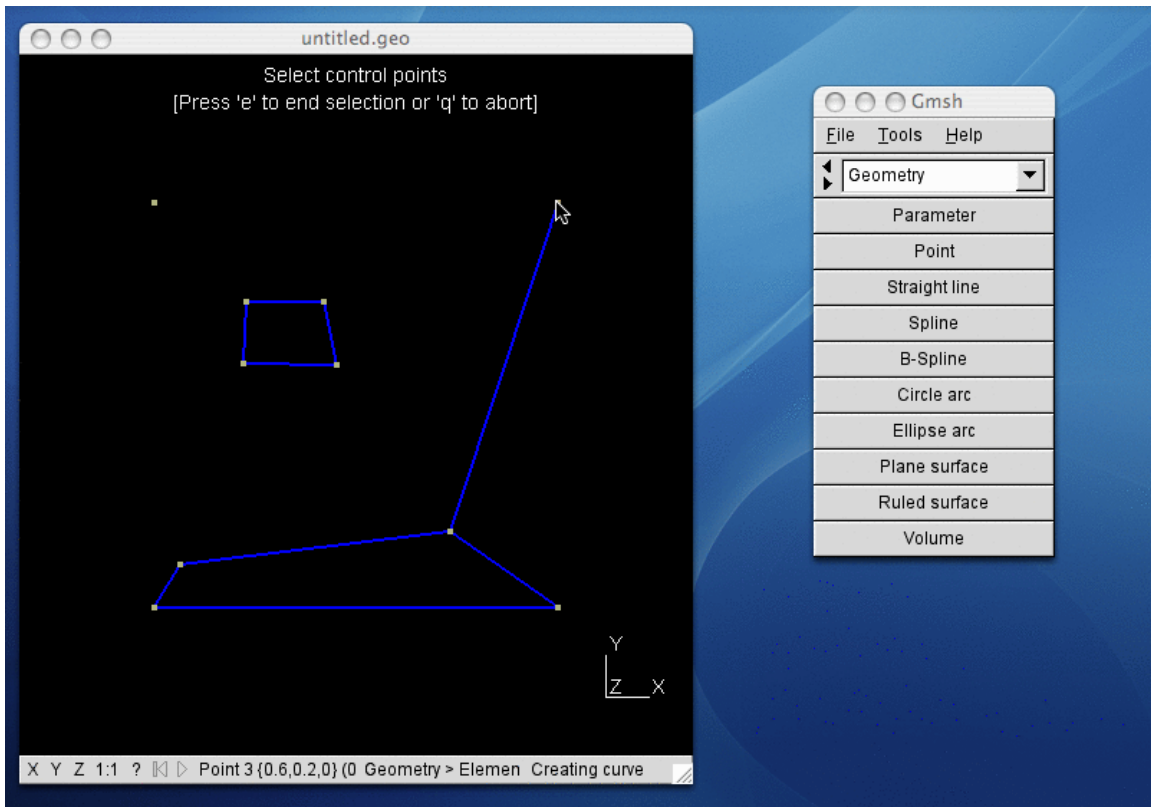 untitled.geo
Select control points
[Press 'e' to end selection or 'q' to abort]
Y
Z X
X Y Z 1:1 ? Point 3 {0.6,0.2,0} (0 Geometry > Elemen Creating curve
Gmsh
File Tools Help
Geometry
Parameter
Point
Straight line
Spline
B-Spline
Circle arc
Ellipse arc
Plane surface
Ruled surface
Volume